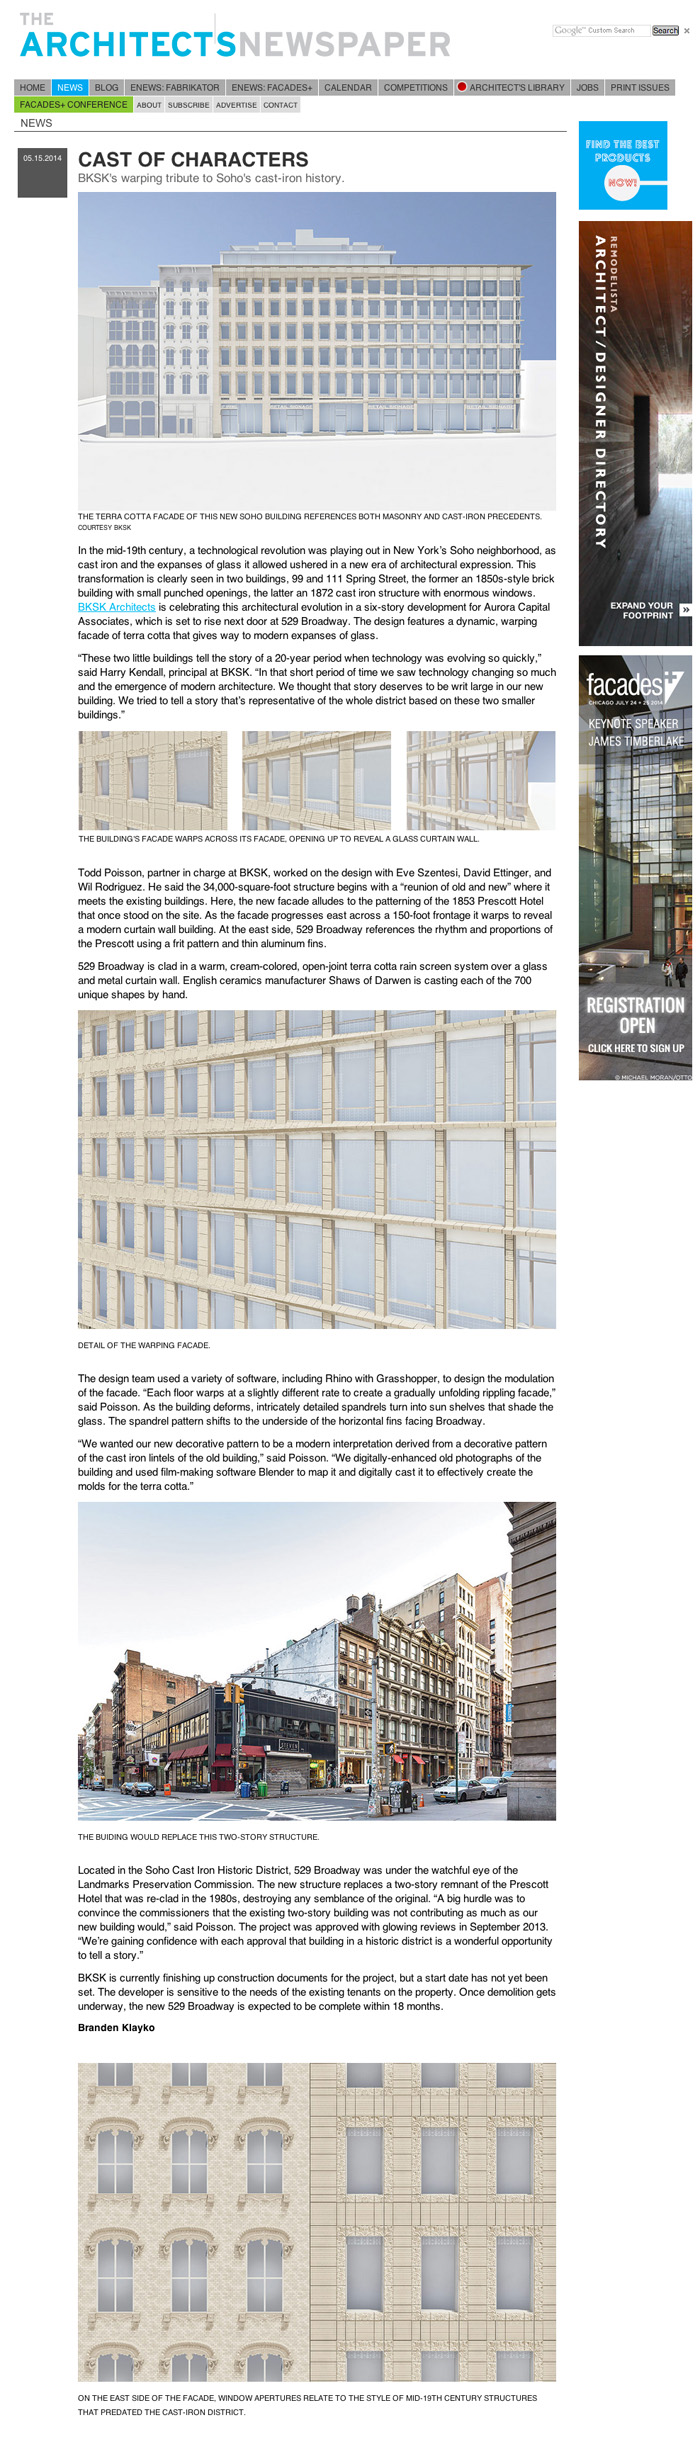 THE
ARCHITECTSNEWSPAPER
Google™ Custom Search
Search
×
HOME NEWS BLOG ENEWS: FABRIKATOR ENEWS: FACADES+ CALENDAR COMPETITIONS ARCHITECT'S LIBRARY JOBS PRINT ISSUES
FACADES+ CONFERENCE ABOUT SUBSCRIBE ADVERTISE CONTACT
NEWS
05.15.2014
CAST OF CHARACTERS
BKSK's warping tribute to Soho's cast-iron history.
THE TERRA COTTA FACADE OF THIS NEW SOHO BUILDING REFERENCES BOTH MASONRY AND CAST-IRON PRECEDENTS.
COURTESY BKSK
In the mid-19th century, a technological revolution was playing out in New York's Soho neighborhood, as
cast iron and the expanses of glass it allowed ushered in a new era of architectural expression. This
transformation is clearly seen in two buildings, 99 and 111 Spring Street, the former an 1850s-style brick
building with small punched openings, the latter an 1872 cast iron structure with enormous windows.
BKSK Architects is celebrating this architectural evolution in a six-story development for Aurora Capital
Associates, which is set to rise next door at 529 Broadway. The design features a dynamic, warping
facade of terra cotta that gives way to modern expanses of glass.
“These two little buildings tell the story of a 20-year period when technology was evolving so quickly,”
said Harry Kendall, principal at BKSK. “In that short period of time we saw technology changing so much
and the emergence of modern architecture. We thought that story deserves to be writ large in our new
building. We tried to tell a story that's representative of the whole district based on these two smaller
buildings.”
THE BUILDING'S FACADE WARPS ACROSS ITS FACADE, OPENING UP TO REVEAL A GLASS CURTAIN WALL.
Todd Poisson, partner in charge at BKSK, worked on the design with Eve Szentesi, David Ettinger, and
Wil Rodriguez. He said the 34,000-square-foot structure begins with a “reunion of old and new” where it
meets the existing buildings. Here, the new facade alludes to the patterning of the 1853 Prescott Hotel
that once stood on the site. As the facade progresses east across a 150-foot frontage it warps to reveal
a modern curtain wall building. At the east side, 529 Broadway references the rhythm and proportions of
the Prescott using a frit pattern and thin aluminum fins.
529 Broadway is clad in a warm, cream-colored, open-joint terra cotta rain screen system over a glass
and metal curtain wall. English ceramics manufacturer Shaws of Darwen is casting each of the 700
unique shapes by hand.
DETAIL OF THE WARPING FACADE.
The design team used a variety of software, including Rhino with Grasshopper, to design the modulation
of the facade. “Each floor warps at a slightly different rate to create a gradually unfolding rippling facade,”
said Poisson. As the building deforms, intricately detailed spandrels turn into sun shelves that shade the
glass. The spandrel pattern shifts to the underside of the horizontal fins facing Broadway.
“We wanted our new decorative pattern to be a modern interpretation derived from a decorative pattern
of the cast iron lintels of the old building,” said Poisson. “We digitally-enhanced old photographs of the
building and used film-making software Blender to map it and digitally cast it to effectively create the
molds for the terra cotta.”
THE BUIDING WOULD REPLACE THIS TWO-STORY STRUCTURE.
Located in the Soho Cast Iron Historic District, 529 Broadway was under the watchful eye of the
Landmarks Preservation Commission. The new structure replaces a two-story remnant of the Prescott
Hotel that was re-clad in the 1980s, destroying any semblance of the original. “A big hurdle was to
convince the commissioners that the existing two-story building was not contributing as much as our
new building would,” said Poisson. The project was approved with glowing reviews in September 2013.
“We're gaining confidence with each approval that building in a historic district is a wonderful opportunity
to tell a story.”
BKSK is currently finishing up construction documents for the project, but a start date has not yet been
set. The developer is sensitive to the needs of the existing tenants on the property. Once demolition gets
underway, the new 529 Broadway is expected to be complete within 18 months.
Branden Klayko
ON THE EAST SIDE OF THE FACADE, WINDOW APERTURES RELATE TO THE STYLE OF MID-19TH CENTURY STRUCTURES
THAT PREDATED THE CAST-IRON DISTRICT.
FIND THE BEST
PRODUCTS
NOW!
REMODELISTA
ARCHITECT / DESIGNER DIRECTORY
EXPAND YOUR
FOOTPRINT
»
facades+
CHICAGO JULY 24 + 25 2014
KEYNOTE SPEAKER
JAMES TIMBERLAKE
REGISTRATION
OPEN
CLICK HERE TO SIGN UP
© MICHAEL MORAN/OTTO